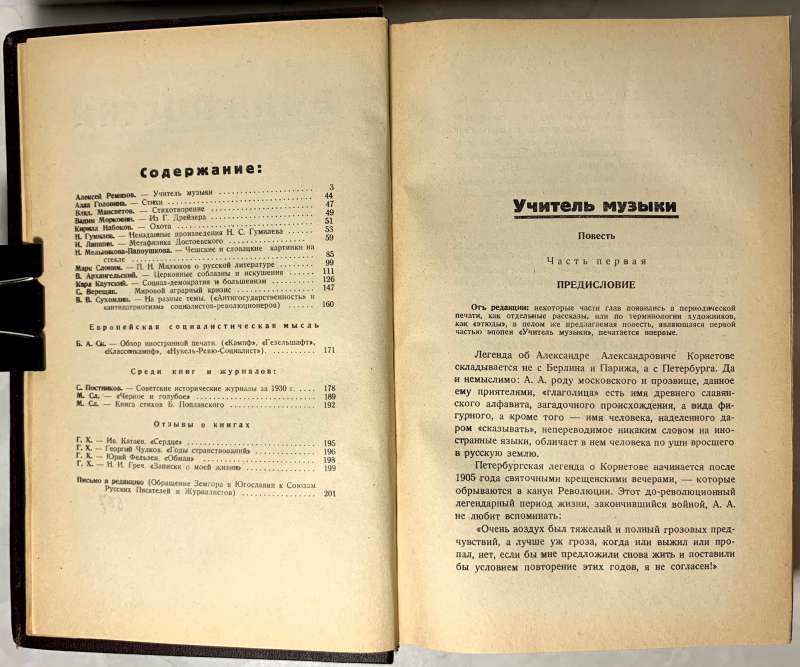 Содержание:
Алексей Ремизов. — Учитель музыки . . . . . . . . . . . . . . 3
Алла Головина. — Стихи . . . . . . . . . . . . . . 44
Влад. Мансветов. — Стихотворение . . . . . . . . . . . . . . 47
Вадим Морковин. — Из Г. Дрейзера . . . . . . . . . . . . . . 49
Кирилл Набоков. — Охота . . . . . . . . . . . . . . 51
Н. Гумилев. — Неизданные произведения Н. С. Гумилева . . . . . 53
И. Лапшин. — Метафизика Достоевского . . . . . . . . . . . . 59
Н. Мельникова-Папоушкова. — Чешские и словацкие картинки на
стекле . . . . . . . . . . . . . . 85
Марк Слоним. — П. Н. Милюков о русской литературе . . . . . . 99
В. Архангельский. — Церковные соблазны и искушения . . . . . . 111
Карл Каутский. — Социал-демократия и большевизм . . . . . . 126
С. Верещак. — Мировой аграрный кризис . . . . . . . . . . 147
В. В. Сухомлин. — На разные темы. («Антигосударственность» и
«антипатриотизм» социалистов-революционеров) . . . . . 160
Европейская социалистическая мысль
Б. А. Ск. — Обзор иностранной печати. («Кампф», «Гезельшафт»,
«Классенкампф», «Нувель-Ревю-Социалист»). . . . . . . 171
Среди книг и журналов:
С. Постников. — Советские исторические журналы за 1930 г. . . . 178
М. Сл. — «Черное и голубое» . . . . . . . . . . . . . . 189
М. Сл. — Книга стихов Б. Поплавского . . . . . . . . . . 192
Отзывы о книгах
Г. Х. — Ив. Катаев. «Сердце» . . . . . . . . . . . . . . 195
Г. Х. — Георгий Чулков. «Годы странствований» . . . . . . . . 196
Г. Х. — Юрий Фельзен. «Обман» . . . . . . . . . . . . . . 198
Г. Х. — Н. И. Греч. «Записки о моей жизни» . . . . . . . . . . 199
Письмо в редакцию (Обращение Земгора в Югославии к Союзам
Русских Писателей и Журналистов) . . . . . . . . . . 201
Учитель музыки
Повесть
Часть первая
ПРЕДИСЛОВИЕ
Отъ редакции: некоторые части глав появились в периодической
печати, как отдельные рассказы, или по терминологии художников,
как «этюды», в целом же предлагаемая повесть, являющаяся первой
частью эпопеи «Учитель музыки», печатается впервые.
Легенда об Александре Александровиче Корнетове
складывается не с Берлина и Парижа, а с Петербурга. Да
и немыслимо: А. А. роду московского и прозвище, данное
ему приятелями, «глаголица» есть имя древнего славян-
ского алфавита, загадочного происхождения, а вида фи-
гурного, а кроме того — имя человека, наделенного да-
ром «сказывать», непереводимое никаким словом на ино-
странные языки, обличает в нем человека по уши вросшего
в русскую землю.
Петербургская легенда о Корнетове начинается после
1905 года святочными крещенскими вечерами, — которые
обрываются в канун Революции. Этот до-революционный
легендарный период жизни, закончившийся войной, А. А.
не любит вспоминать:
«Очень воздух был тяжелый и полный грозовых пред-
чувствий, а лучше уж гроза, когда или выжил или про-
пал, нет, если бы мне предложили снова жить и поставили
бы условием повторение этих годов, я не согласен!»